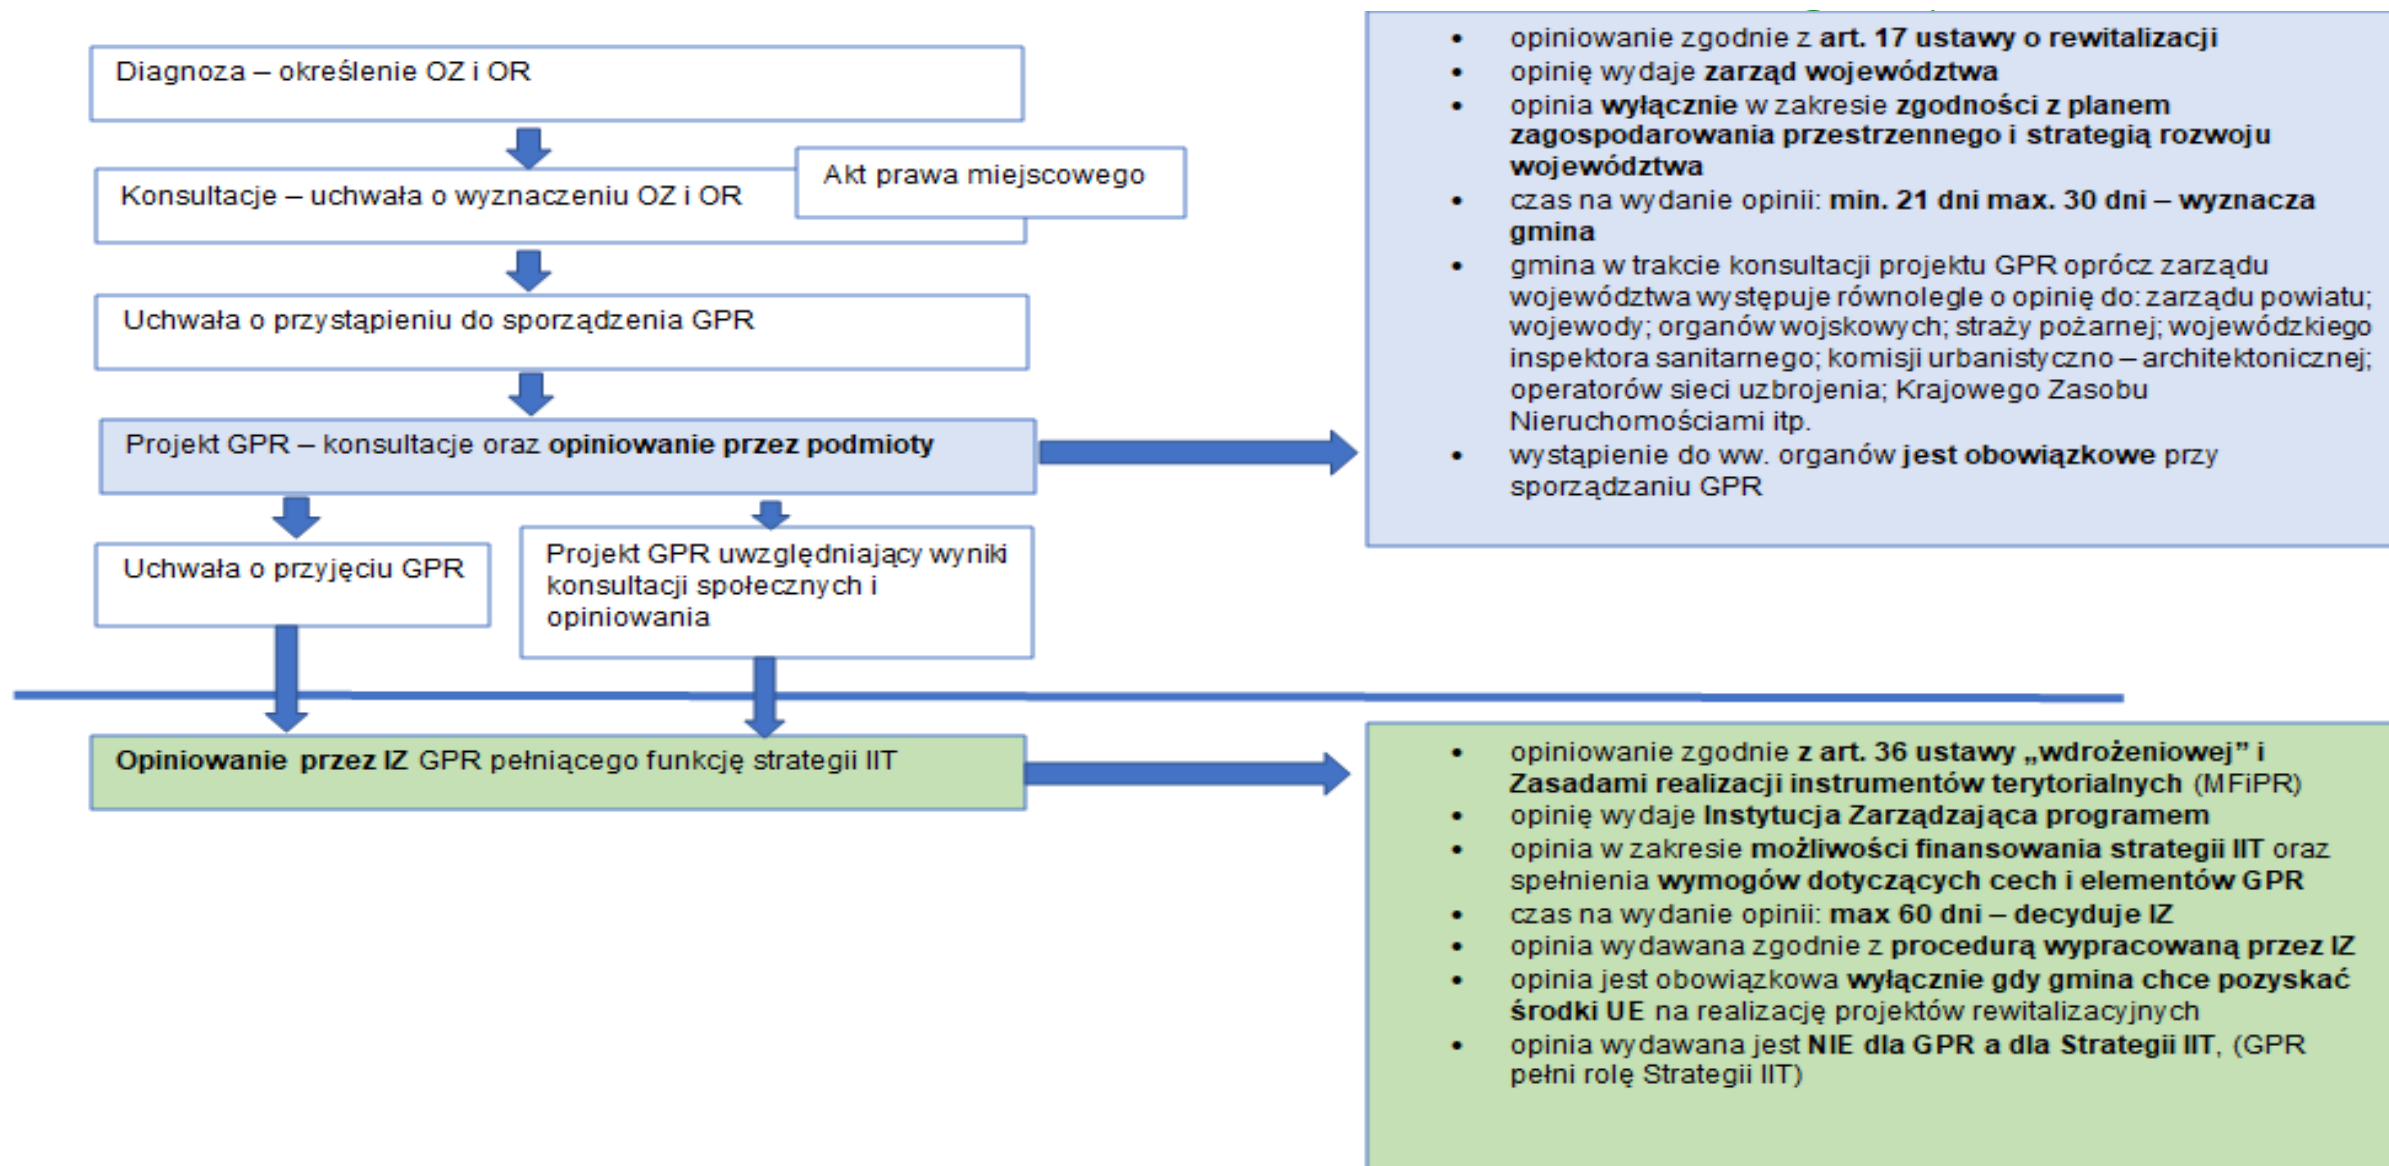 Diagnoza – określenie OZ i OR
Konsultacje – uchwała o wyznaczeniu OZ i OR
Akt prawa miejscowego
Uchwała o przystąpieniu do sporządzenia GPR
Projekt GPR – konsultacje oraz opiniowanie przez podmioty
Uchwała o przyjęciu GPR
Projekt GPR uwzględniający wyniki
konsultacji społecznych i
opiniowania
Opiniowanie przez IZ GPR pełniącego funkcję strategii IIT
• opiniowanie zgodnie z art. 17 ustawy o rewitalizacji
• opinię wydaje zarząd województwa
• opinia wyłącznie w zakresie zgodności z planem
zagospodarowania przestrzennego i strategią rozwoju
województwa
• czas na wydanie opinii: min. 21 dni max. 30 dni – wyznacza
gmina
• gmina w trakcie konsultacji projektu GPR oprócz zarządu
województwa występuje równolegle o opinię do: zarządu powiatu;
wojewody; organów wojskowych; straży pożarnej; wojewódzkiego
inspektora sanitarnego; komisji urbanistyczno – architektonicznej;
operatorów sieci uzbrojenia; Krajowego Zasobu
Nieruchomościami itp.
• wystąpienie do ww. organów jest obowiązkowe przy
sporządzaniu GPR
• opiniowanie zgodnie z art. 36 ustawy „wdrożeniowej” i
Zasadami realizacji instrumentów terytorialnych (MFiPR)
• opinię wydaje Instytucja Zarządzająca programem
• opinia w zakresie możliwości finansowania strategii IIT oraz
spełnienia wymogów dotyczących cech i elementów GPR
• czas na wydanie opinii: max 60 dni – decyduje IZ
• opinia wydawana zgodnie z procedurą wypracowaną przez IZ
• opinia jest obowiązkowa wyłącznie gdy gmina chce pozyskać
środki UE na realizację projektów rewitalizacyjnych
• opinia wydawana jest NIE dla GPR a dla Strategii IIT, (GPR
pełni rolę Strategii IIT)